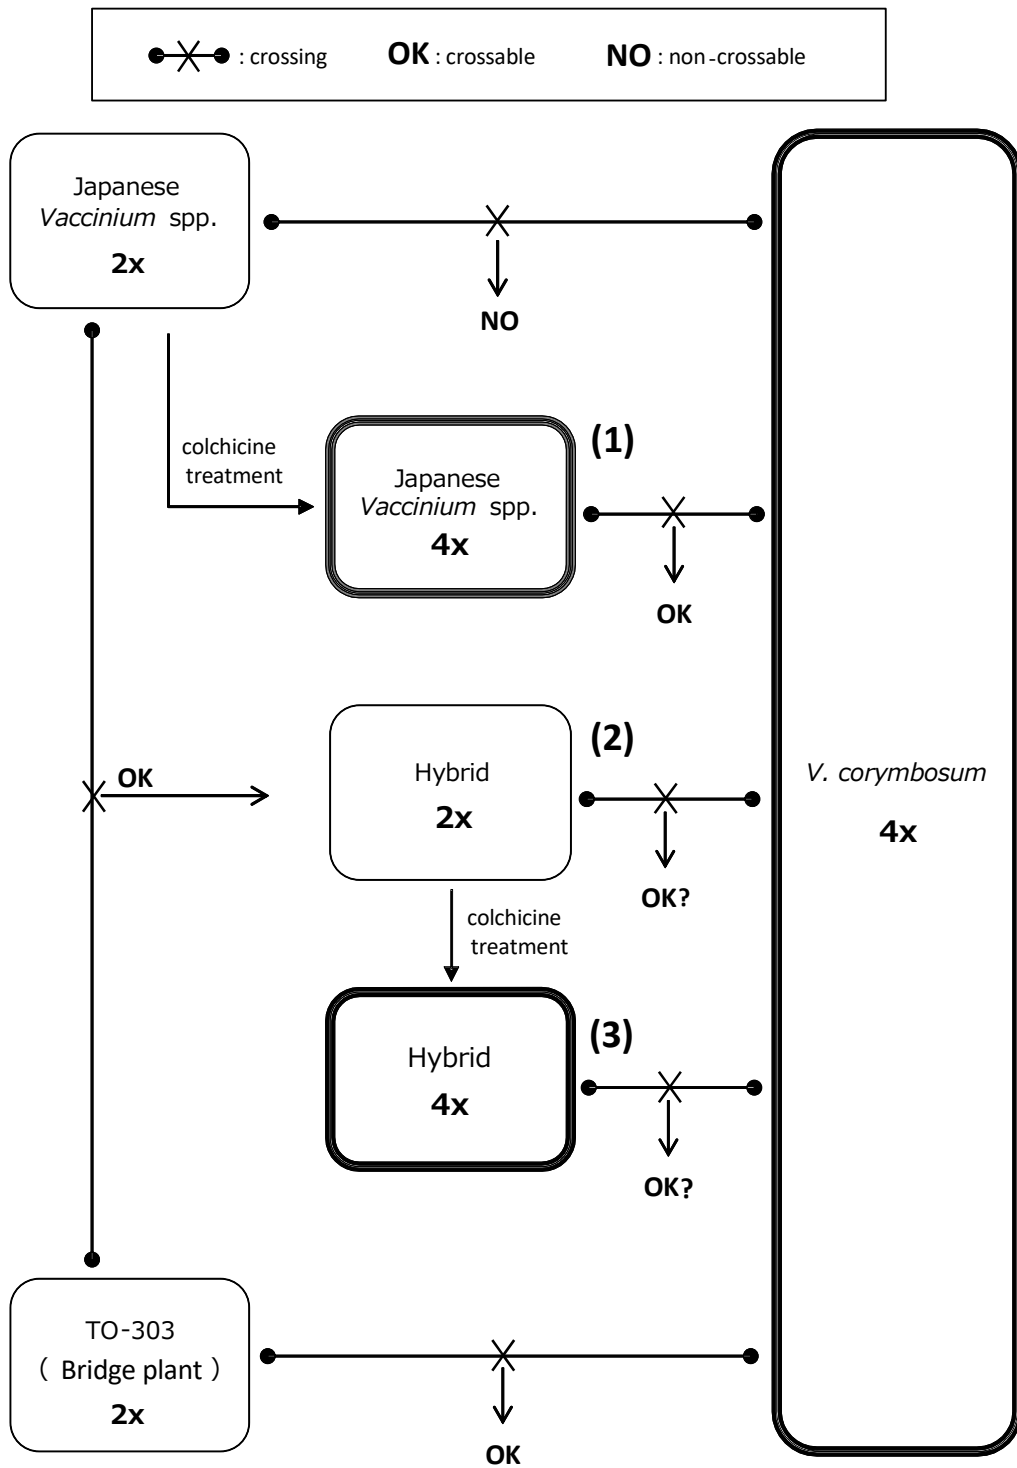 : crossing OK : crossable NO : non-crossable
Japanese
Vaccinium spp.
2x
NO
colchicine
treatment
Japanese
Vaccinium spp.
4x
(1)
OK
OK
Hybrid
2x
(2)
OK?
V. corymbosum
4x
colchicine
treatment
Hybrid
4x
(3)
OK?
TO-303
( Bridge plant )
2x
OK